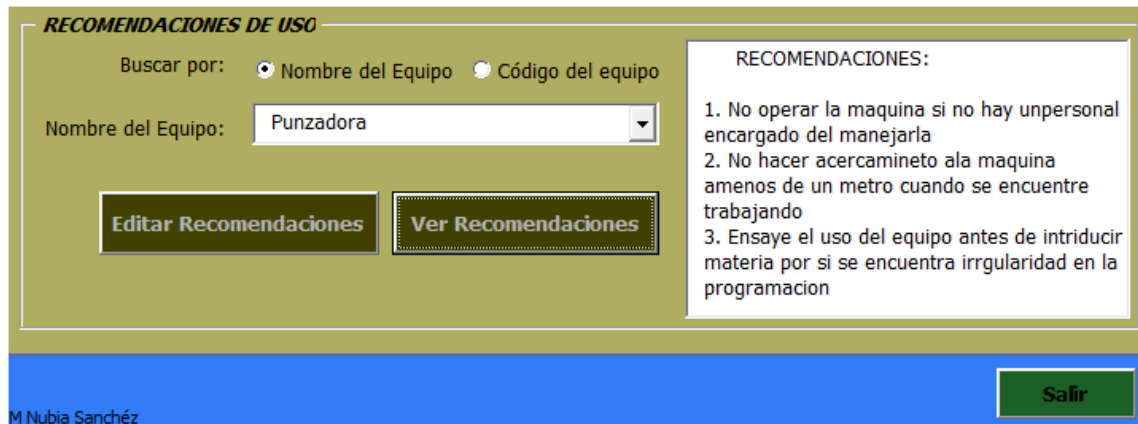 RECOMENDACIONES DE USO
Buscar por: Nombre del Equipo Código del equipo
Nombre del Equipo: Punzadora
Editar Recomendaciones Ver Recomendaciones
RECOMENDACIONES:
1. No operar la maquina si no hay unpersonal
encargado del manejarla
2. No hacer acercamineto ala maquina
amenos de un metro cuando se encuentre
trabajando
3. Ensaye el uso del equipo antes de intriducir
materia por si se encuentra irrgularidad en la
programacion
Salir
M Nubia Sanchéz